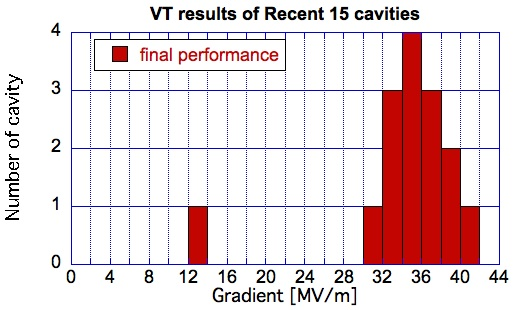 VT results of Recent 15 cavities
final performance
Number of cavity
4
3
2
1
0
0 4 8 12 16 20 24 28 32 36 40 44
Gradient [MV/m]